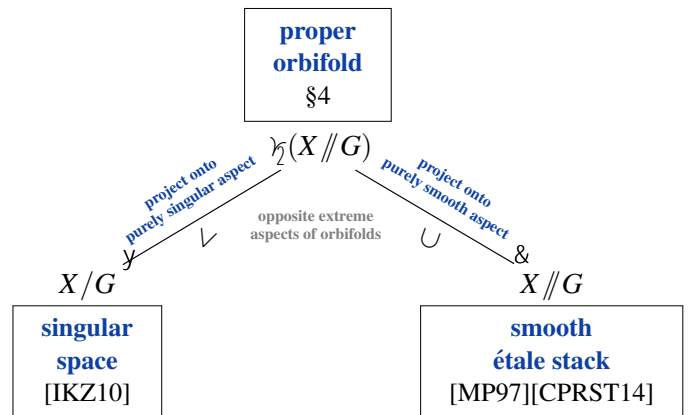 proper
orbifold
§4
ʏ(X⫽G)
project onto
purely singular aspect
project onto
purely smooth aspect
opposite extreme
aspects of orbifolds
< ∪
y &
X/G X⫽G
singular
space
[IKZ10]
smooth
étale stack
[MP97][CPRST14]